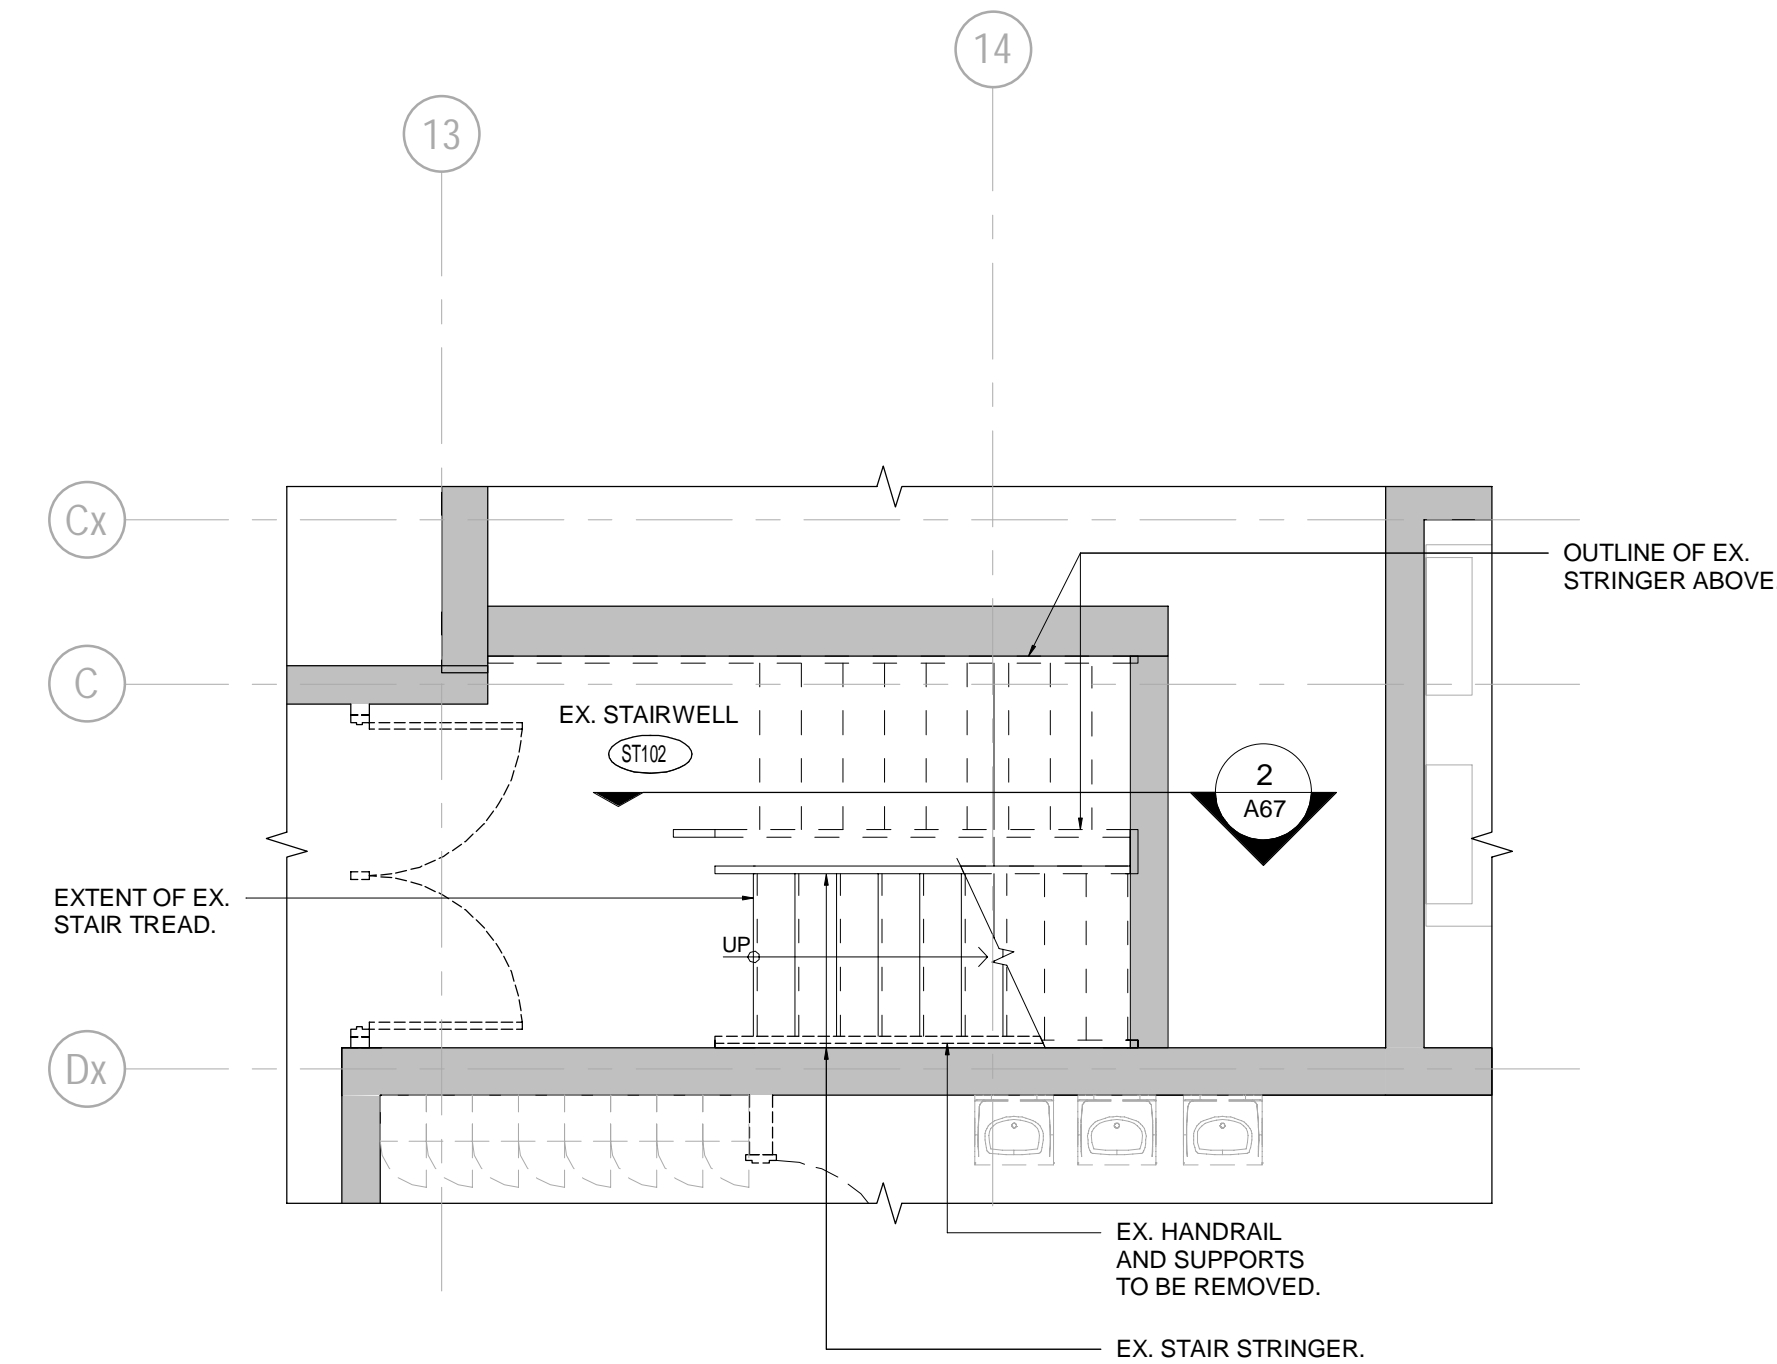 14
13
Cx
OUTLINE OF EX.
STRINGER ABOVE
C
EX. STAIRWELL
ST102
2
A67
EXTENT OF EX.
STAIR TREAD.
UP
Dx
EX. HANDRAIL
AND SUPPORTS
TO BE REMOVED.
EX. STAIR STRINGER.